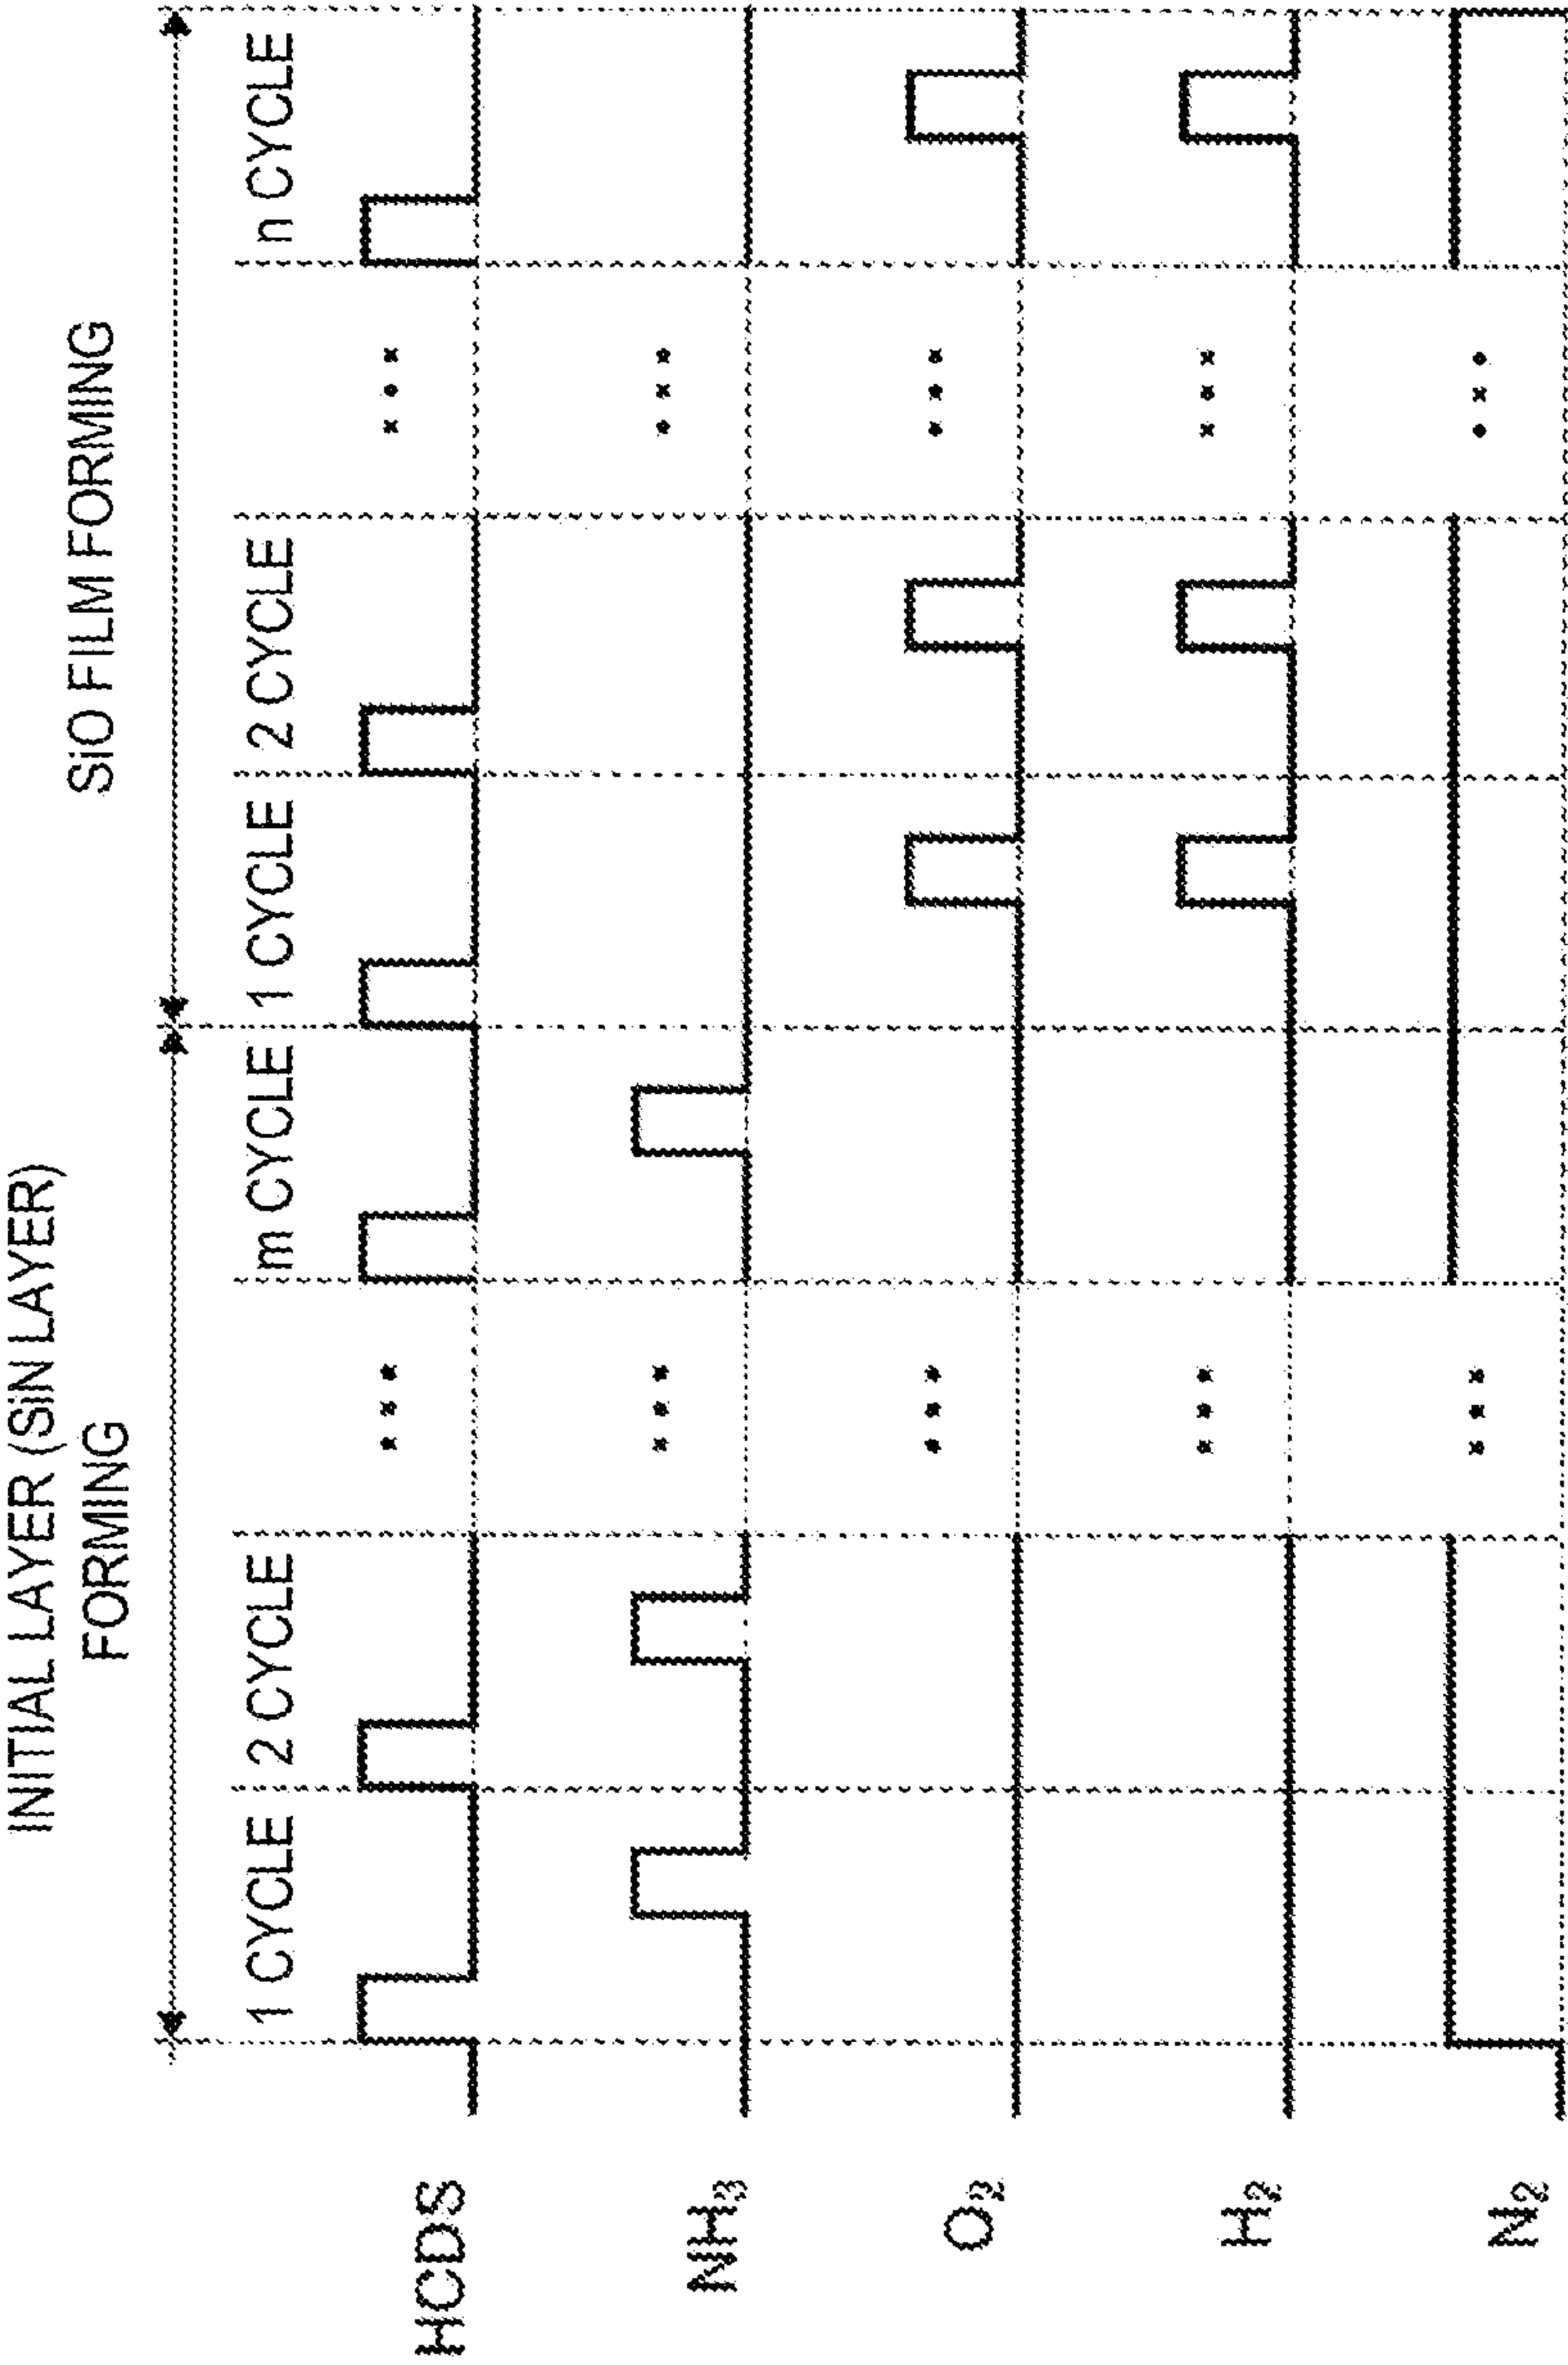 INITIAL LAYER (SiN LAYER)
FORMING
SiO FILM FORMING
1 CYCLE 2 CYCLE m CYCLE 1 CYCLE 2 CYCLE n CYCLE
HCDS
NH₃
O₂
H₂
N₂